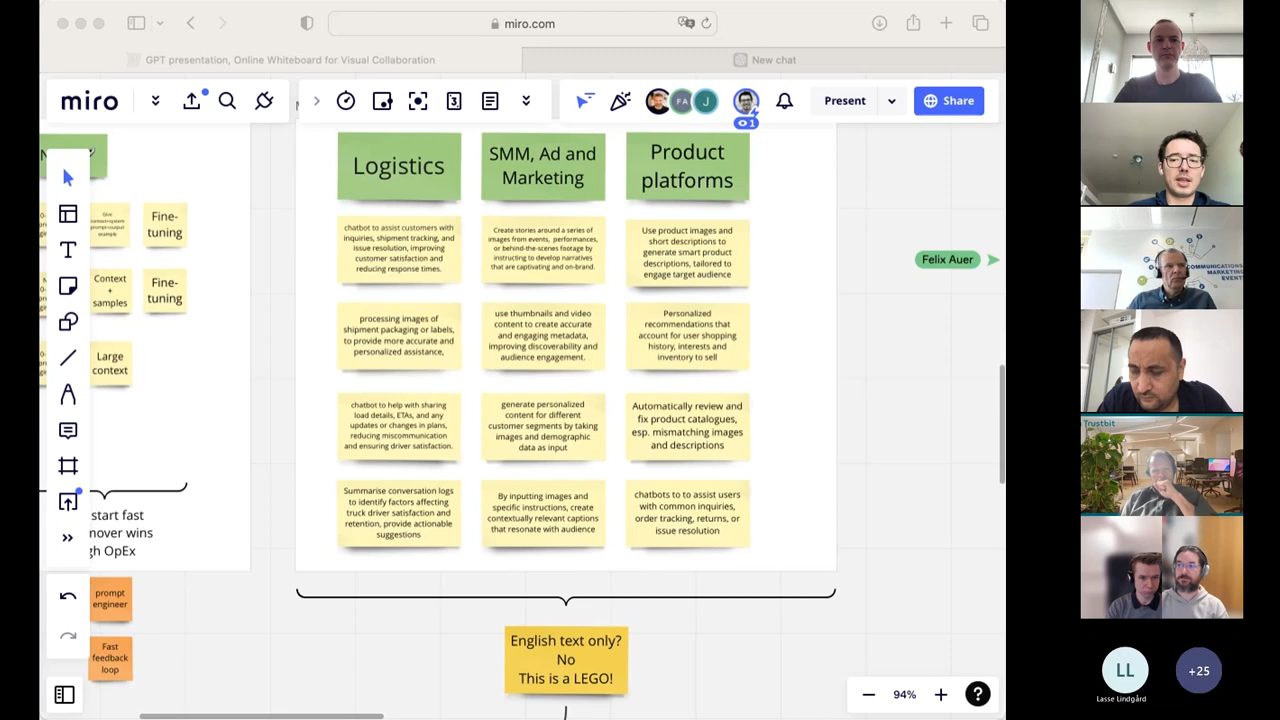 miro.com
GPT presentation, Online Whiteboard for Visual Collaboration
New chat
miro
3
FA
J
1
Present
Share
Fine-
tuning
Context
+
samples
Fine-
tuning
Large
context
start fast
mover wins
gh OpEx
prompt
engineer
Fast
feedback
loop
Logistics
chatbot to assist customers with
inquiries, shipment tracking, and
issue resolution, improving
customer satisfaction and
reducing response times.
processing images of
shipment packaging or labels,
to provide more accurate and
personalized assistance,
chatbot to help with sharing
load details, ETAs, and any
updates or changes in plans,
reducing miscommunication
and ensuring driver satisfaction.
Summarise conversation logs
to identify factors affecting
truck driver satisfaction and
retention, provide actionable
suggestions
SMM, Ad and
Marketing
Create stories around a series of
images from events, performances,
or behind-the-scenes footage by
instructing to develop narratives
that are captivating and on-brand.
use thumbnails and video
content to create accurate
and engaging metadata,
improving discoverability and
audience engagement.
generate personalized
content for different
customer segments by taking
images and demographic
data as input
By inputting images and
specific instructions, create
contextually relevant captions
that resonate with audience
Product
platforms
Use product images and
short descriptions to
generate smart product
descriptions, tailored to
engage target audience
Personalized
recommendations that
account for user shopping
history, interests and
inventory to sell
Automatically review and
fix product catalogues,
esp. mismatching images
and descriptions
chatbots to to assist users
with common inquiries,
order tracking, returns, or
issue resolution
Felix Auer
English text only?
No
This is a LEGO!
94%
?
COMMUNICATIONS
MARKETING
EVENTS
Trustbit
LL
Lasse Lindgård
+25